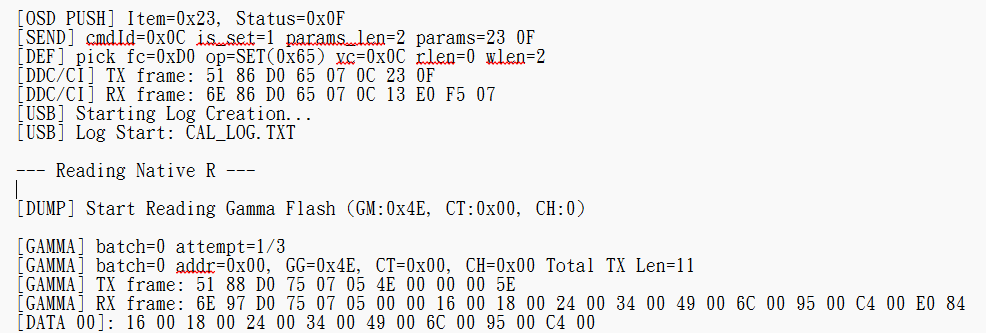 [OSD PUSH] Item=0x23, Status=0x0F
[SEND] cmdId=0x0C is_set=1 params_len=2 params=23 0F
[DEF] pick fc=0xD0 op=SET(0x65) vc=0x0C rlen=0 wlen=2
[DDC/CI] TX frame: 51 86 D0 65 07 0C 23 0F
[DDC/CI] RX frame: 6E 86 D0 65 07 0C 13 E0 F5 07
[USB] Starting Log Creation...
[USB] Log Start: CAL_LOG.TXT
--- Reading Native R ---
[DUMP] Start Reading Gamma Flash (GM:0x4E, CT:0x00, CH:0)
[GAMMA] batch=0 attempt=1/3
[GAMMA] batch=0 addr=0x00, GG=0x4E, CT=0x00, CH=0x00 Total TX Len=11
[GAMMA] TX frame: 51 88 D0 75 07 05 4E 00 00 00 5E
[GAMMA] RX frame: 6E 97 D0 75 07 05 00 00 16 00 18 00 24 00 34 00 49 00 6C 00 95 00 C4 00 E0 84
[DATA 00]: 16 00 18 00 24 00 34 00 49 00 6C 00 95 00 C4 00